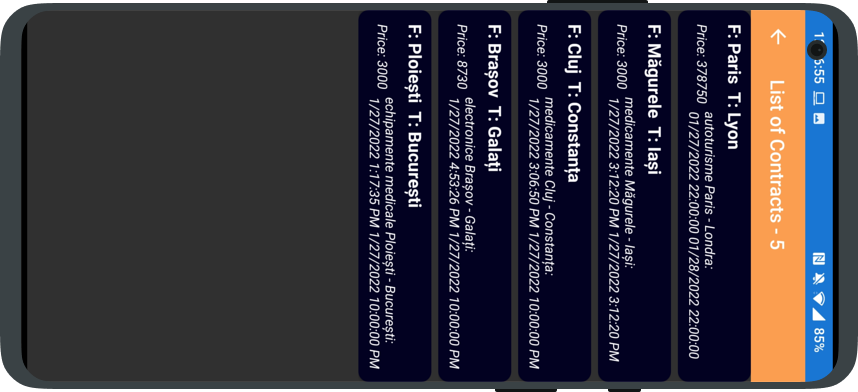 85%
List of Contracts - 5
F: Paris T: Lyon
Price: 378750 autoturisme Paris - Londra:
01/27/2022 22:00:00 01/28/2022 22:00:00
F: Măgurele T: Iași
Price: 3000 medicamente Măgurele - Iași:
1/27/2022 3:12:20 PM 1/27/2022 3:12:20 PM
F: Cluj T: Constanța
Price: 3000 medicamente Cluj - Constanța:
1/27/2022 3:06:50 PM 1/27/2022 10:00:00 PM
F: Brașov T: Galați
Price: 8730 electronice Brașov - Galați:
1/27/2022 4:53:26 PM 1/27/2022 10:00:00 PM
F: Ploiești T: București
Price: 3000 echipamente medicale Ploiești - București:
1/27/2022 1:17:35 PM 1/27/2022 10:00:00 PM